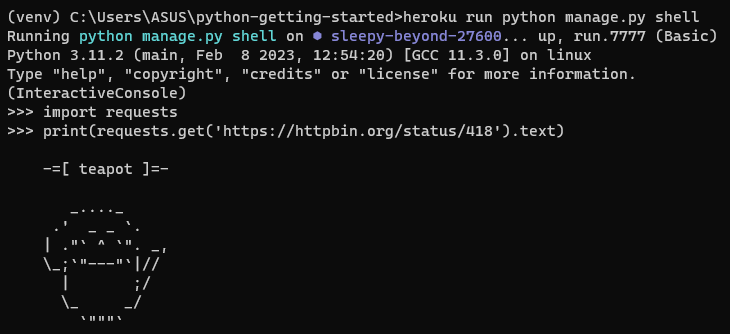 (venv) C:\Users\ASUS\python-getting-started>heroku run python manage.py shell
Running python manage.py shell on ⬢ sleepy-beyond-27600... up, run.7777 (Basic)
Python 3.11.2 (main, Feb  8 2023, 12:54:20) [GCC 11.3.0] on linux
Type "help", "copyright", "credits" or "license" for more information.
(InteractiveConsole)
>>> import requests
>>> print(requests.get('https://httpbin.org/status/418').text)

    -=[ teapot ]=-

       _...._
     .'  _ _ `.
    | ."` ^ `". _,
    \_;`"---"`|//
      |       ;/
      \_     _/
        `"""`